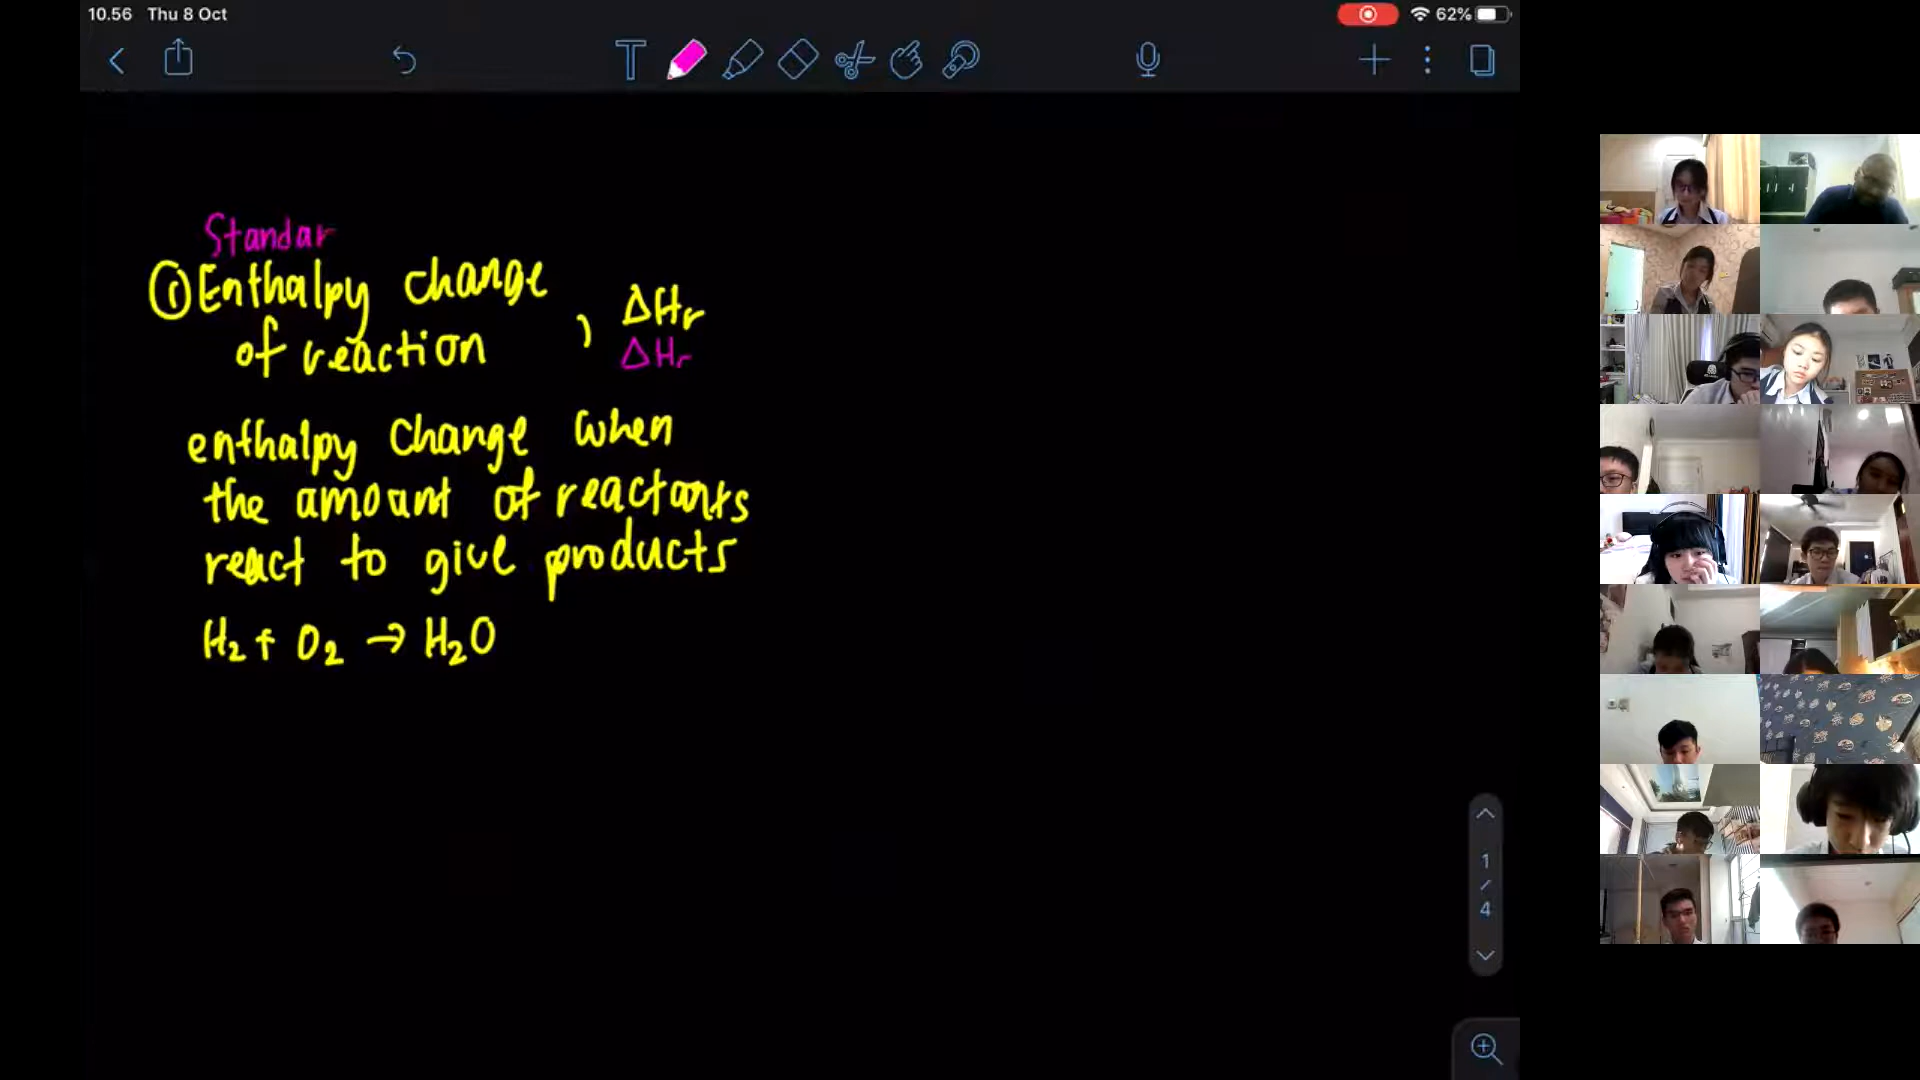 10.56 Thu 8 Oct
62%
T
Standar
① Enthalpy change
of reaction , ΔHr
ΔHr
enthalpy change when
the amount of reactants
react to give products
H₂ + O₂ → H₂O
1
/
4